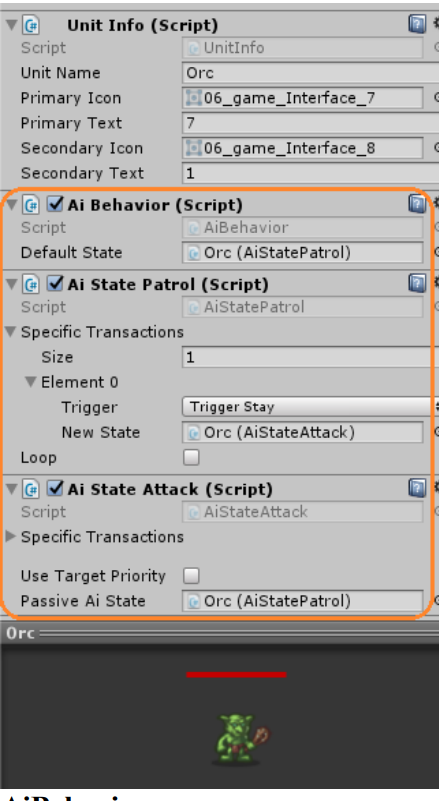 Unit Info (Script)
Script UnitInfo
Unit Name Orc
Primary Icon 06_game_Interface_7
Primary Text 7
Secondary Icon 06_game_Interface_8
Secondary Text 1
Ai Behavior (Script)
Script AiBehavior
Default State Orc (AiStatePatrol)
Ai State Patrol (Script)
Script AiStatePatrol
Specific Transactions
Size 1
Element 0
Trigger Trigger Stay
New State Orc (AiStateAttack)
Loop
Ai State Attack (Script)
Script AiStateAttack
Specific Transactions
Use Target Priority
Passive Ai State Orc (AiStatePatrol)
Orc